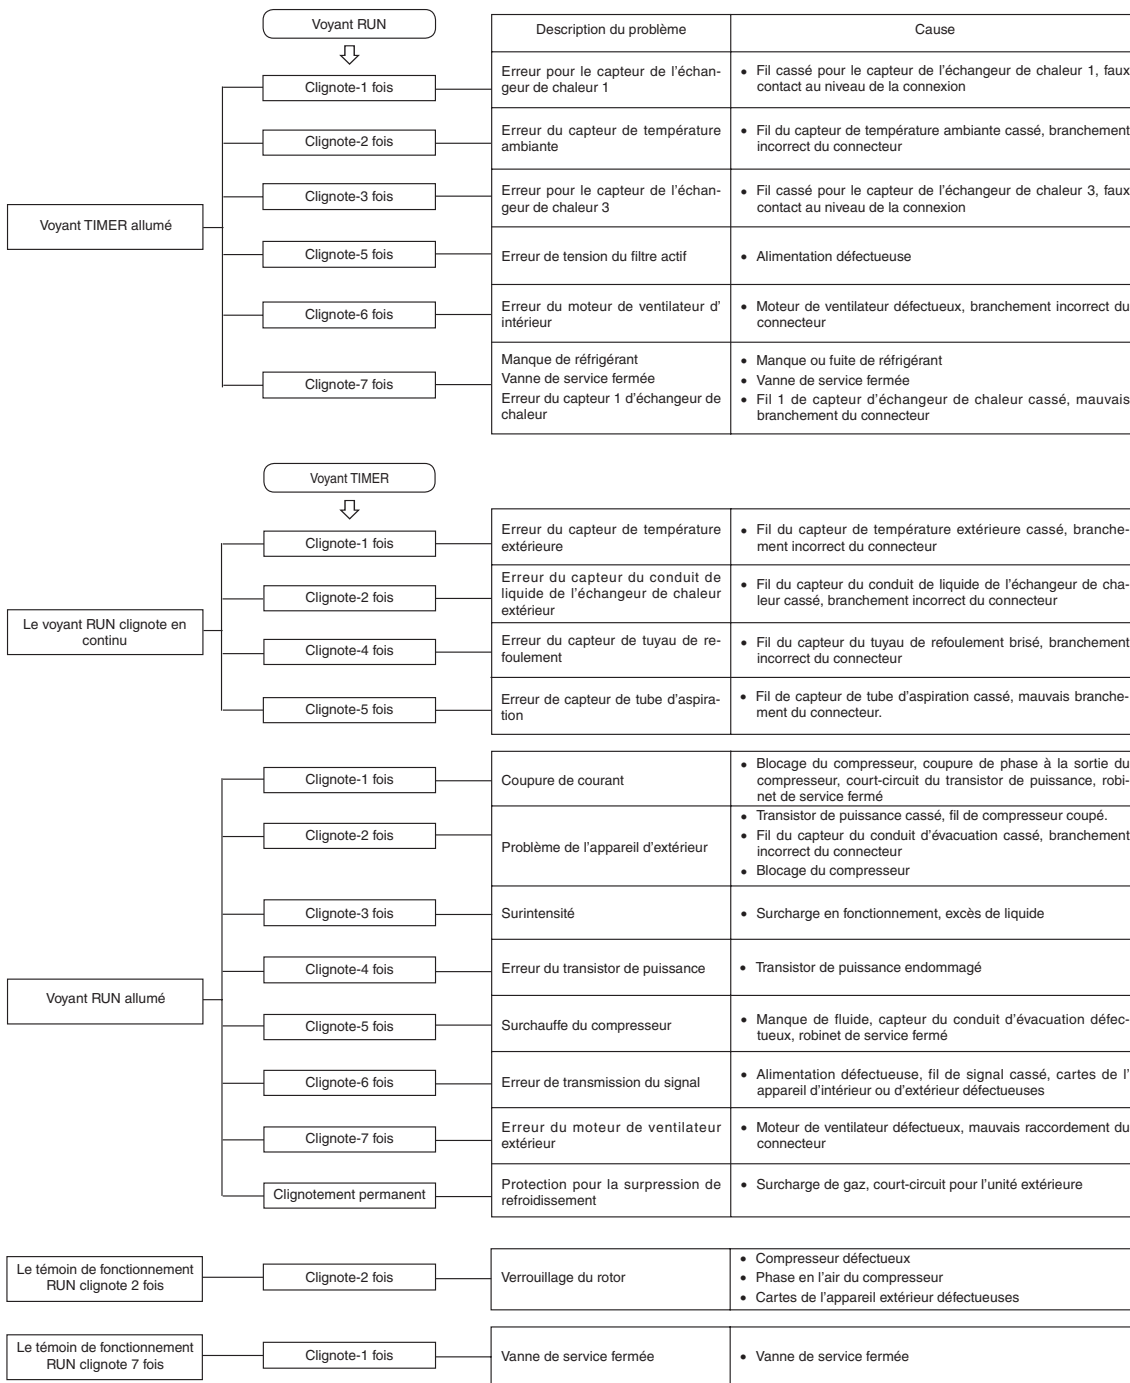 Voyant RUN
Description du problème
Cause
Voyant TIMER allumé
Clignote-1 fois
Erreur pour le capteur de l'échan-
geur de chaleur 1
• Fil cassé pour le capteur de l'échangeur de chaleur 1, faux
contact au niveau de la connexion
Clignote-2 fois
Erreur du capteur de température
ambiante
• Fil du capteur de température ambiante cassé, branchement
incorrect du connecteur
Clignote-3 fois
Erreur pour le capteur de l'échan-
geur de chaleur 3
• Fil cassé pour le capteur de l'échangeur de chaleur 3, faux
contact au niveau de la connexion
Clignote-5 fois
Erreur de tension du filtre actif
• Alimentation défectueuse
Clignote-6 fois
Erreur du moteur de ventilateur d'
intérieur
• Moteur de ventilateur défectueux, branchement incorrect du
connecteur
Clignote-7 fois
Manque de réfrigérant
Vanne de service fermée
Erreur du capteur 1 d'échangeur de
chaleur
• Manque ou fuite de réfrigérant
• Vanne de service fermée
• Fil 1 de capteur d'échangeur de chaleur cassé, mauvais
branchement du connecteur
Voyant TIMER
Le voyant RUN clignote en
continu
Clignote-1 fois
Erreur du capteur de température
extérieure
• Fil du capteur de température extérieure cassé, branche-
ment incorrect du connecteur
Clignote-2 fois
Erreur du capteur du conduit de
liquide de l'échangeur de chaleur
extérieur
• Fil du capteur du conduit de liquide de l'échangeur de cha-
leur cassé, branchement incorrect du connecteur
Clignote-4 fois
Erreur du capteur de tuyau de re-
foulement
• Fil du capteur du tuyau de refoulement brisé, branchement
incorrect du connecteur
Clignote-5 fois
Erreur de capteur de tube d'aspira-
tion
• Fil de capteur de tube d'aspiration cassé, mauvais branche-
ment du connecteur.
Voyant RUN allumé
Clignote-1 fois
Coupure de courant
• Blocage du compresseur, coupure de phase à la sortie du
compresseur, court-circuit du transistor de puissance, robi-
net de service fermé
Clignote-2 fois
Problème de l'appareil d'extérieur
• Transistor de puissance cassé, fil de compresseur coupé.
• Fil du capteur du conduit d'évacuation cassé, branchement
incorrect du connecteur
• Blocage du compresseur
Clignote-3 fois
Surintensité
• Surcharge en fonctionnement, excès de liquide
Clignote-4 fois
Erreur du transistor de puissance
• Transistor de puissance endommagé
Clignote-5 fois
Surchauffe du compresseur
• Manque de fluide, capteur du conduit d'évacuation défec-
tueux, robinet de service fermé
Clignote-6 fois
Erreur de transmission du signal
• Alimentation défectueuse, fil de signal cassé, cartes de l'
appareil d'intérieur ou d'extérieur défectueuses
Clignote-7 fois
Erreur du moteur de ventilateur
extérieur
• Moteur de ventilateur défectueux, mauvais raccordement du
connecteur
Clignotement permanent
Protection pour la surpression de
refroidissement
• Surcharge de gaz, court-circuit pour l'unité extérieure
Le témoin de fonctionnement
RUN clignote 2 fois
Clignote-2 fois
Verrouillage du rotor
• Compresseur défectueux
• Phase en l'air du compresseur
• Cartes de l'appareil extérieur défectueuses
Le témoin de fonctionnement
RUN clignote 7 fois
Clignote-1 fois
Vanne de service fermée
• Vanne de service fermée